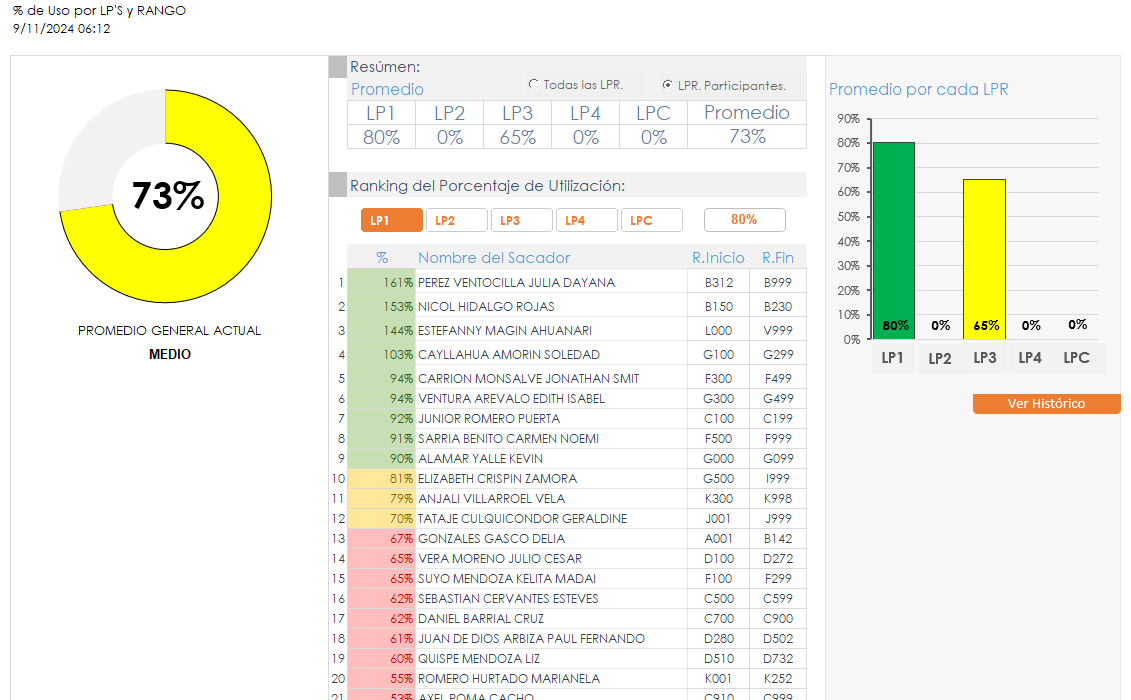 % de Uso por LP'S y RANGO
9/11/2024 06:12
73%
PROMEDIO GENERAL ACTUAL
MEDIO
Resúmen:
Promedio
Todas las LPR. LPR. Participantes.
LP1 LP2 LP3 LP4 LPC Promedio
80% 0% 65% 0% 0% 73%
Ranking del Porcentaje de Utilización:
LP1 LP2 LP3 LP4 LPC 80%
% Nombre del Sacador R.Inicio R.Fin
1 161% PEREZ VENTOCILLA JULIA DAYANA B312 B999
2 153% NICOL HIDALGO ROJAS B150 B230
3 144% ESTEFANNY MAGIN AHUANARI L000 V999
4 103% CAYLLAHUA AMORIN SOLEDAD G100 G299
5 94% CARRION MONSALVE JONATHAN SMIT F300 F499
6 94% VENTURA AREVALO EDITH ISABEL G300 G499
7 92% JUNIOR ROMERO PUERTA C100 C199
8 91% SARRIA BENITO CARMEN NOEMI F500 F999
9 90% ALAMAR YALLE KEVIN G000 G099
10 81% ELIZABETH CRISPIN ZAMORA G500 I999
11 79% ANJALI VILLARROEL VELA K300 K998
12 70% TATAJE CULQUICONDOR GERALDINE J001 J999
13 67% GONZALES GASCO DELIA A001 B142
14 65% VERA MORENO JULIO CESAR D100 D272
15 65% SUYO MENDOZA KELITA MADAI F100 F299
16 62% SEBASTIAN CERVANTES ESTEVES C500 C599
17 62% DANIEL BARRIAL CRUZ C700 C900
18 61% JUAN DE DIOS ARBIZA PAUL FERNANDO D280 D502
19 60% QUISPE MENDOZA LIZ D510 D732
20 55% ROMERO HURTADO MARIANELA K001 K252
21 53% AXEL POMA CACHO C910 C999
Promedio por cada LPR
90%
80%
70%
60%
50%
40%
30%
20%
10%
0%
80% 0% 65% 0% 0%
LP1 LP2 LP3 LP4 LPC
Ver Histórico